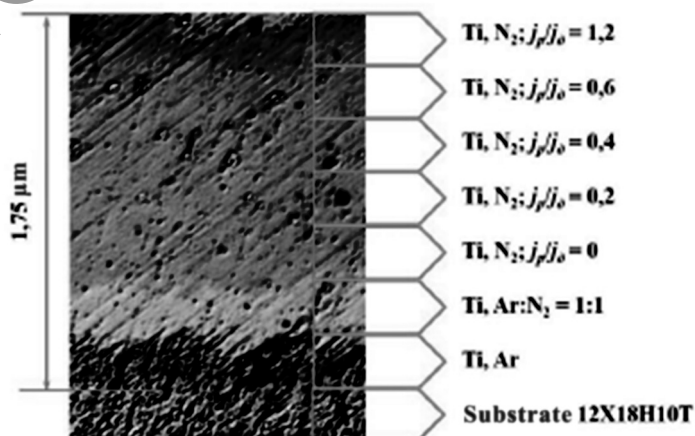 Ti, N₂; jₚ/jₒ = 1,2
Ti, N₂; jₚ/jₒ = 0,6
Ti, N₂; jₚ/jₒ = 0,4
Ti, N₂; jₚ/jₒ = 0,2
Ti, N₂; jₚ/jₒ = 0
Ti, Ar:N₂ = 1:1
Ti, Ar
Substrate 12X18H10T
1,75 μm